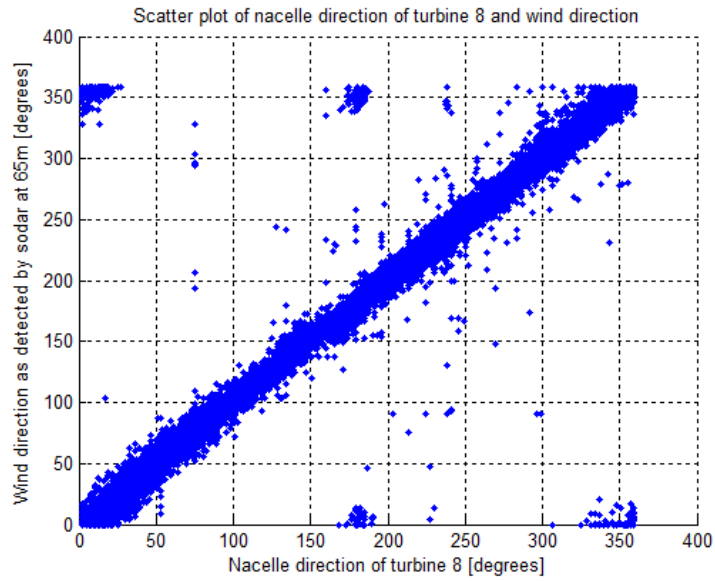 Scatter plot of nacelle direction of turbine 8 and wind direction
Wind direction as detected by sodar at 65m [degrees]
400
350
300
250
200
150
100
50
0
0 50 100 150 200 250 300 350 400
Nacelle direction of turbine 8 [degrees]